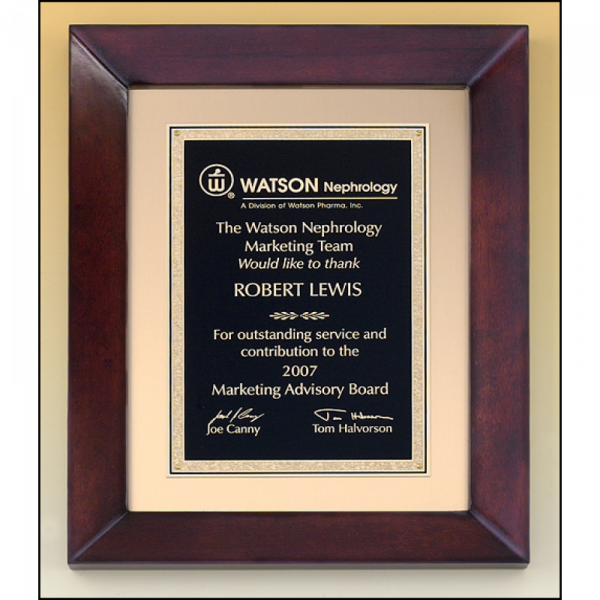 WATSON Nephrology
A Division of Watson Pharma, Inc.
The Watson Nephrology
Marketing Team
Would like to thank
ROBERT LEWIS
For outstanding service and
contribution to the
2007
Marketing Advisory Board
Joe Canny Tom Halvorson